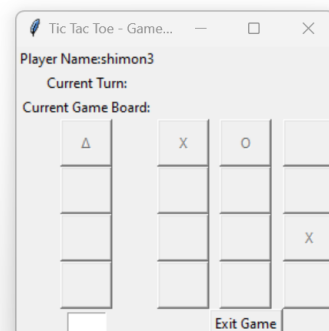 Tic Tac Toe - Game...
Player Name:shimon3
Current Turn:
Current Game Board:
Δ X O
X
Exit Game